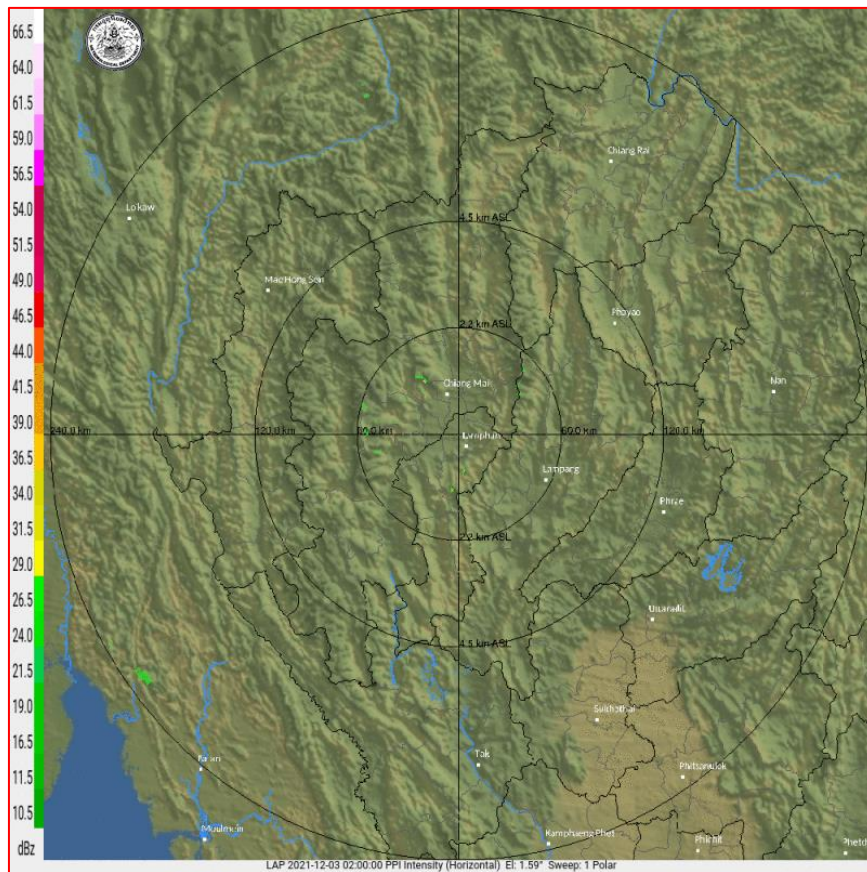 66.5
64.0
61.5
59.0
56.5
54.0
51.5
49.0
46.5
44.0
41.5
39.0
36.5
34.0
31.5
29.0
26.5
24.0
21.5
19.0
16.5
11.5
10.5
dBz
Chiang Rai
Loikaw
4.5 km ASL
Mae Hong Son
Phayao
2.2 km ASL
Chiang Mai
Nan
240.0 km
120.0 km
60.0 km
60.0 km
120.0 km
Lamphun
Lampang
Phrae
2.2 km ASL
Uttaradit
4.5 km ASL
Sukhothai
Tak
Phitsanulok
Moulmein
Kamphaeng Phet
Phichit
Phetch
LAP 2021-12-03 02:00:00 PPI Intensity (Horizontal) El: 1.59° Sweep: 1 Polar